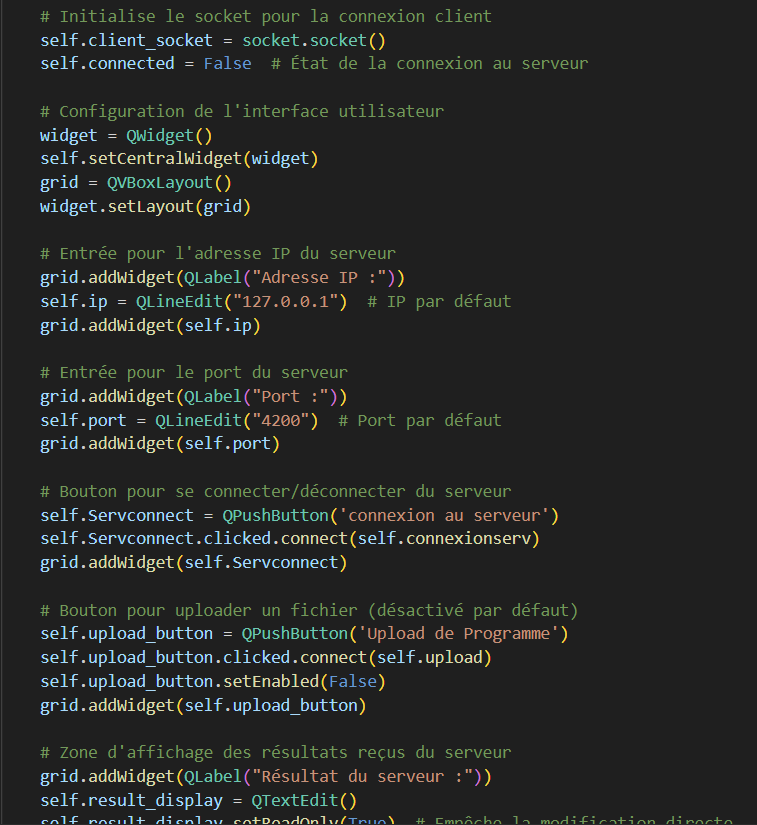 # Initialise le socket pour la connexion client
self.client_socket = socket.socket()
self.connected = False  # État de la connexion au serveur
# Configuration de l'interface utilisateur
widget = QWidget()
self.setCentralWidget(widget)
grid = QVBoxLayout()
widget.setLayout(grid)
# Entrée pour l'adresse IP du serveur
grid.addWidget(QLabel("Adresse IP :"))
self.ip = QLineEdit("127.0.0.1")  # IP par défaut
grid.addWidget(self.ip)
# Entrée pour le port du serveur
grid.addWidget(QLabel("Port :"))
self.port = QLineEdit("4200")  # Port par défaut
grid.addWidget(self.port)
# Bouton pour se connecter/déconnecter du serveur
self.Servconnect = QPushButton('connexion au serveur')
self.Servconnect.clicked.connect(self.connexionserv)
grid.addWidget(self.Servconnect)
# Bouton pour uploader un fichier (désactivé par défaut)
self.upload_button = QPushButton('Upload de Programme')
self.upload_button.clicked.connect(self.upload)
self.upload_button.setEnabled(False)
grid.addWidget(self.upload_button)
# Zone d'affichage des résultats reçus du serveur
grid.addWidget(QLabel("Résultat du serveur :"))
self.result_display = QTextEdit()
self.result_display.setReadOnly(True)  # Empêche la modification directe